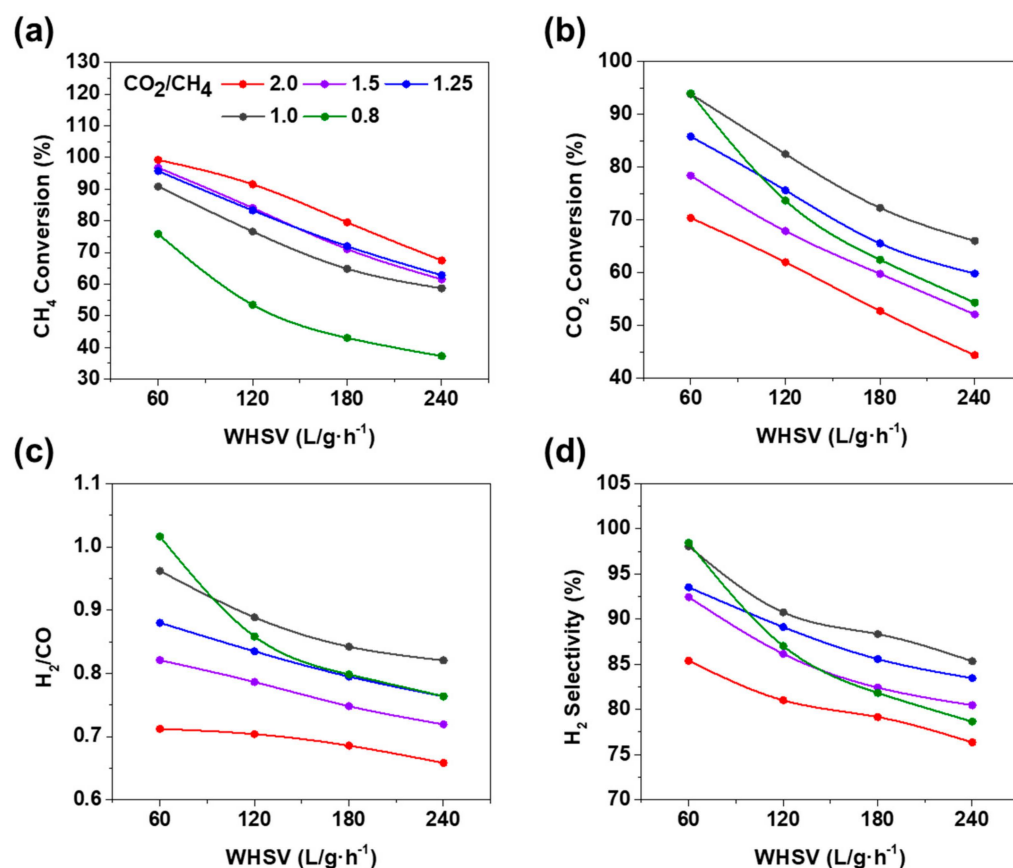 (a)
130
120
110
100
90
80
70
60
50
40
30
CH₄ Conversion (%)
CO₂/CH₄ 2.0 1.5 1.25
1.0 0.8
60 120 180 240
WHSV (L/g·h⁻¹)
(b)
100
90
80
70
60
50
40
CO₂ Conversion (%)
60 120 180 240
WHSV (L/g·h⁻¹)
(c)
1.1
1.0
0.9
0.8
0.7
0.6
H₂/CO
60 120 180 240
WHSV (L/g·h⁻¹)
(d)
105
100
95
90
85
80
75
70
H₂ Selectivity (%)
60 120 180 240
WHSV (L/g·h⁻¹)